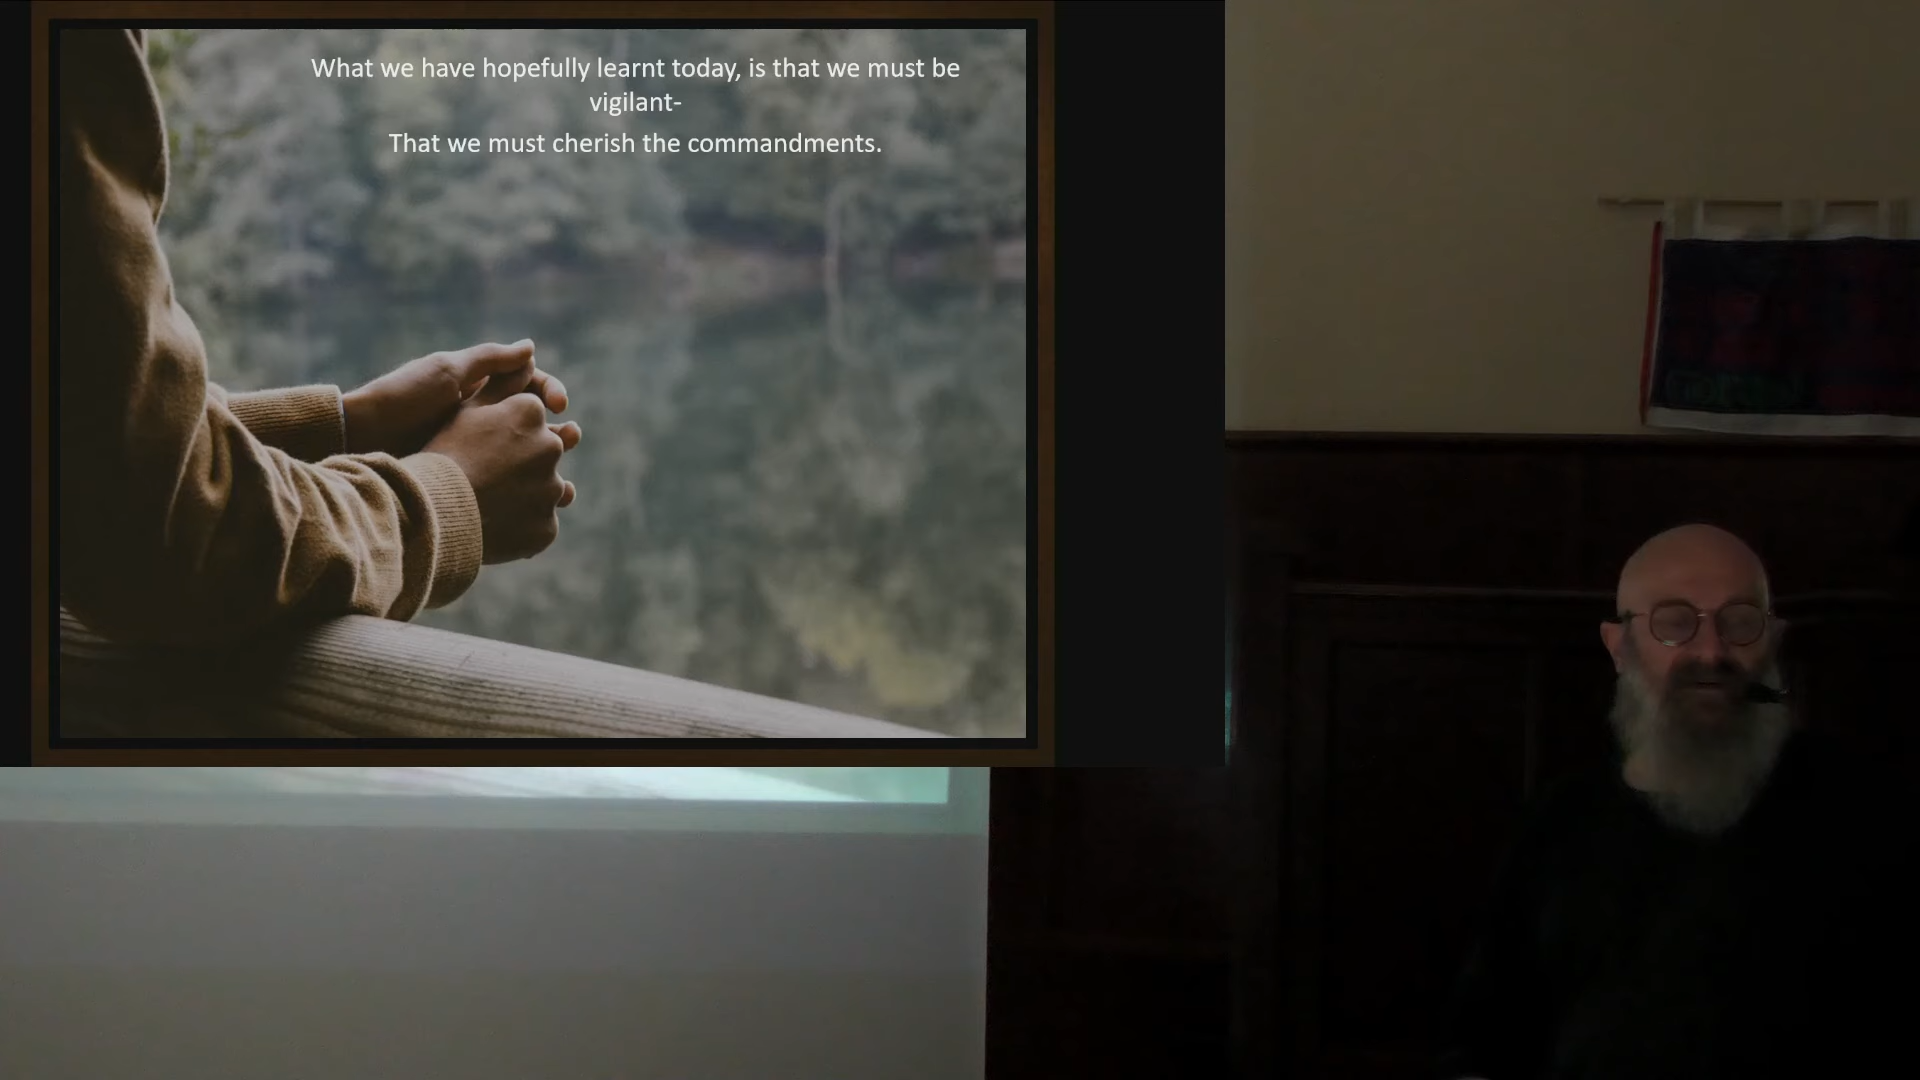 What we have hopefully learnt today, is that we must be
vigilant-
That we must cherish the commandments.